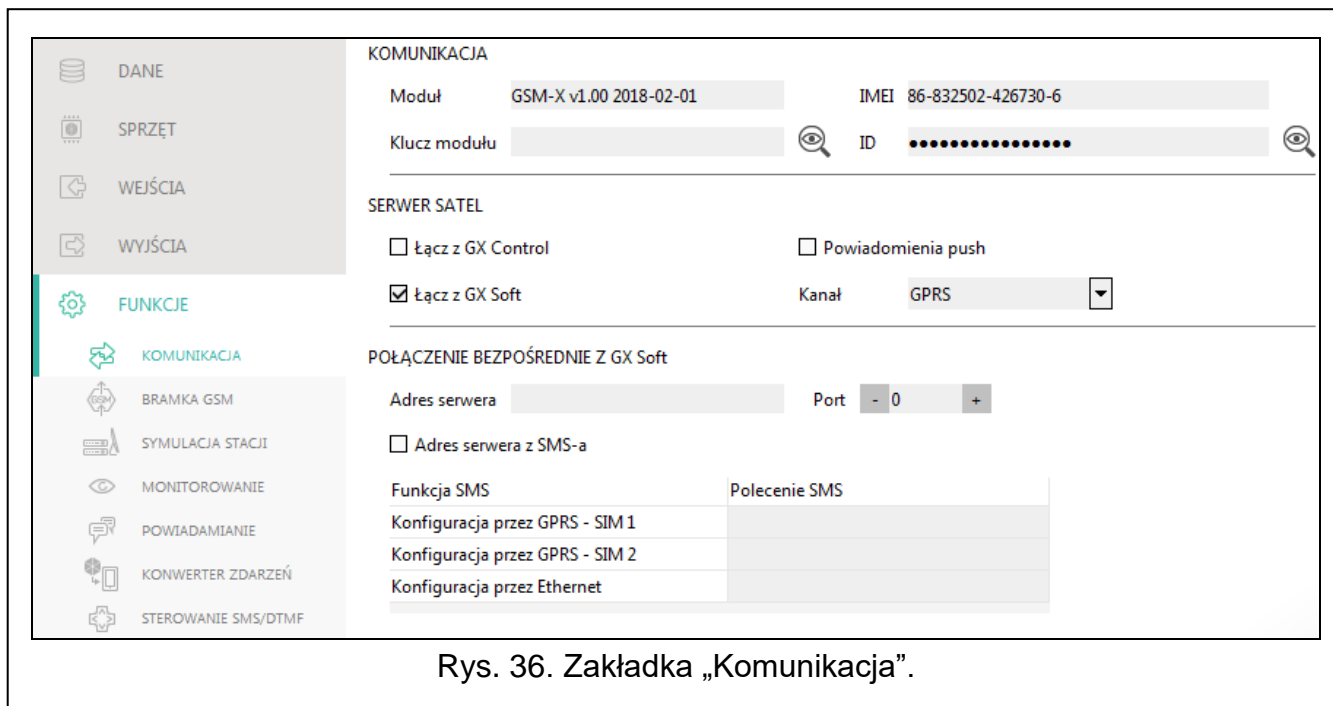 DANE
SPRZĘT
WEJŚCIA
WYJŚCIA
FUNKCJE
KOMUNIKACJA
BRAMKA GSM
SYMULACJA STACJI
MONITOROWANIE
POWIADAMIANIE
KONWERTER ZDARZEŃ
STEROWANIE SMS/DTMF
KOMUNIKACJA
Moduł GSM-X v1.00 2018-02-01 IMEI 86-832502-426730-6
Klucz modułu ID ●●●●●●●●●●●●●●●●
SERWER SATEL
Łącz z GX Control Powiadomienia push
Łącz z GX Soft Kanał GPRS
POŁĄCZENIE BEZPOŚREDNIE Z GX Soft
Adres serwera Port - 0 +
Adres serwera z SMS-a
Funkcja SMS Polecenie SMS
Konfiguracja przez GPRS - SIM 1
Konfiguracja przez GPRS - SIM 2
Konfiguracja przez Ethernet
Rys. 36. Zakładka „Komunikacja”.